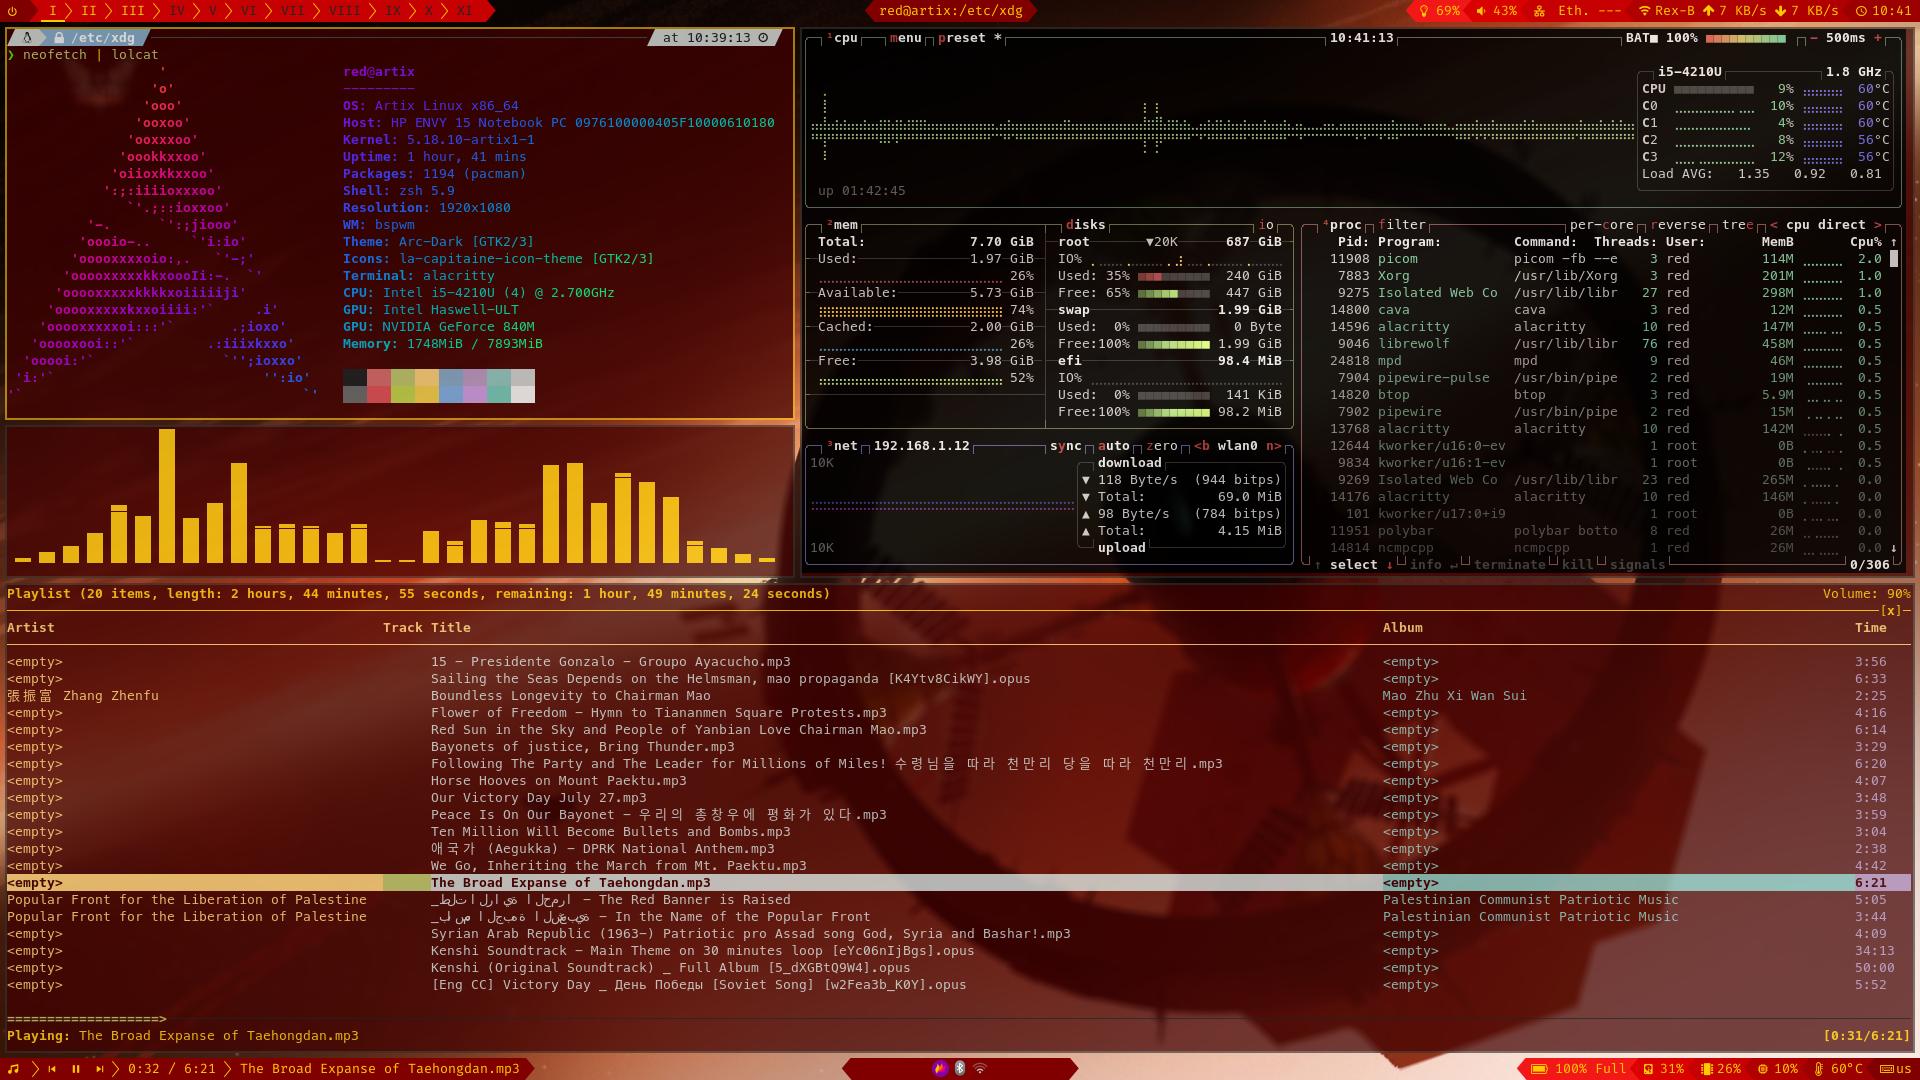 I II III IV V VI VII VIII IX X XI
red@artix:/etc/xdg
69% 43% Eth. --- Rex-B 7 KB/s 7 KB/s 10:41
/etc/xdg
at 10:39:13
❯ neofetch | lolcat
red@artix
---------
OS: Artix Linux x86_64
Host: HP ENVY 15 Notebook PC 0976100000405F10000610180
Kernel: 5.18.10-artix1-1
Uptime: 1 hour, 41 mins
Packages: 1194 (pacman)
Shell: zsh 5.9
Resolution: 1920x1080
WM: bspwm
Theme: Arc-Dark [GTK2/3]
Icons: la-capitaine-icon-theme [GTK2/3]
Terminal: alacritty
CPU: Intel i5-4210U (4) @ 2.700GHz
GPU: Intel Haswell-ULT
GPU: NVIDIA GeForce 840M
Memory: 1748MiB / 7893MiB
¹cpu menu preset * 10:41:13 BAT■ 100% - 500ms +
i5-4210U 1.8 GHz
CPU 9% 60°C
C0 10% 60°C
C1 4% 60°C
C2 8% 56°C
C3 12% 56°C
Load AVG: 1.35 0.92 0.81
up 01:42:45
²mem
Total: 7.70 GiB
Used: 1.97 GiB
26%
Available: 5.73 GiB
74%
Cached: 2.00 GiB
26%
Free: 3.98 GiB
52%
disks io
root ▼20K 687 GiB
IO%
Used: 35% 240 GiB
Free: 65% 447 GiB
swap 1.99 GiB
Used: 0% 0 Byte
Free:100% 1.99 GiB
efi 98.4 MiB
IO%
Used: 0% 141 KiB
Free:100% 98.2 MiB
³net 192.168.1.12 sync auto zero <b wlan0 n>
10K
download
▼ 118 Byte/s (944 bitps)
▼ Total: 69.0 MiB
▲ 98 Byte/s (784 bitps)
▲ Total: 4.15 MiB
upload
10K
⁴proc filter per-core reverse tree < cpu direct >
Pid: Program: Command: Threads: User: MemB Cpu% ↑
11908 picom picom -fb --e 3 red 114M 2.0
7883 Xorg /usr/lib/Xorg 3 red 201M 1.0
9275 Isolated Web Co /usr/lib/libr 27 red 298M 1.0
14800 cava cava 3 red 12M 0.5
14596 alacritty alacritty 10 red 147M 0.5
9046 librewolf /usr/lib/libr 76 red 458M 0.5
24818 mpd mpd 9 red 46M 0.5
7904 pipewire-pulse /usr/bin/pipe 2 red 19M 0.5
14820 btop btop 3 red 5.9M 0.5
7902 pipewire /usr/bin/pipe 2 red 15M 0.5
13768 alacritty alacritty 10 red 142M 0.5
12644 kworker/u16:0-ev 1 root 0B 0.5
9834 kworker/u16:1-ev 1 root 0B 0.5
9269 Isolated Web Co /usr/lib/libr 23 red 265M 0.0
14176 alacritty alacritty 10 red 146M 0.0
101 kworker/u17:0+i9 1 root 0B 0.0
11951 polybar polybar botto 8 red 26M 0.0
14814 ncmpcpp ncmpcpp 1 red 26M 0.0 ↓
↑ select ↓ info ↵ terminate kill signals 0/306
Playlist (20 items, length: 2 hours, 44 minutes, 55 seconds, remaining: 1 hour, 49 minutes, 24 seconds) Volume: 90%
[x]
Artist Track Title Album Time
<empty> 15 - Presidente Gonzalo - Groupo Ayacucho.mp3 <empty> 3:56
<empty> Sailing the Seas Depends on the Helmsman, mao propaganda [K4Ytv8CikWY].opus <empty> 6:33
張振富 Zhang Zhenfu Boundless Longevity to Chairman Mao Mao Zhu Xi Wan Sui 2:25
<empty> Flower of Freedom - Hymn to Tiananmen Square Protests.mp3 <empty> 4:16
<empty> Red Sun in the Sky and People of Yanbian Love Chairman Mao.mp3 <empty> 6:14
<empty> Bayonets of justice, Bring Thunder.mp3 <empty> 3:29
<empty> Following The Party and The Leader for Millions of Miles! 수령님을 따라 천만리 당을 따라 천만리.mp3 <empty> 6:20
<empty> Horse Hooves on Mount Paektu.mp3 <empty> 4:07
<empty> Our Victory Day July 27.mp3 <empty> 3:48
<empty> Peace Is On Our Bayonet - 우리의 총창우에 평화가 있다.mp3 <empty> 3:59
<empty> Ten Million Will Become Bullets and Bombs.mp3 <empty> 3:04
<empty> 애국가 (Aegukka) - DPRK National Anthem.mp3 <empty> 2:38
<empty> We Go, Inheriting the March from Mt. Paektu.mp3 <empty> 4:42
<empty> The Broad Expanse of Taehongdan.mp3 <empty> 6:21
Popular Front for the Liberation of Palestine - The Red Banner is Raised Palestinian Communist Patriotic Music 5:05
Popular Front for the Liberation of Palestine - In the Name of the Popular Front Palestinian Communist Patriotic Music 3:44
<empty> Syrian Arab Republic (1963-) Patriotic pro Assad song God, Syria and Bashar!.mp3 <empty> 4:09
<empty> Kenshi Soundtrack - Main Theme on 30 minutes loop [eYc06nIjBgs].opus <empty> 34:13
<empty> Kenshi (Original Soundtrack) _ Full Album [5_dXGBtQ9W4].opus <empty> 50:00
<empty> [Eng CC] Victory Day _ День Победы [Soviet Song] [w2Fea3b_K0Y].opus <empty> 5:52
===================>
Playing: The Broad Expanse of Taehongdan.mp3 [0:31/6:21]
0:32 / 6:21 The Broad Expanse of Taehongdan.mp3
100% Full 31% 26% 10% 60°C us